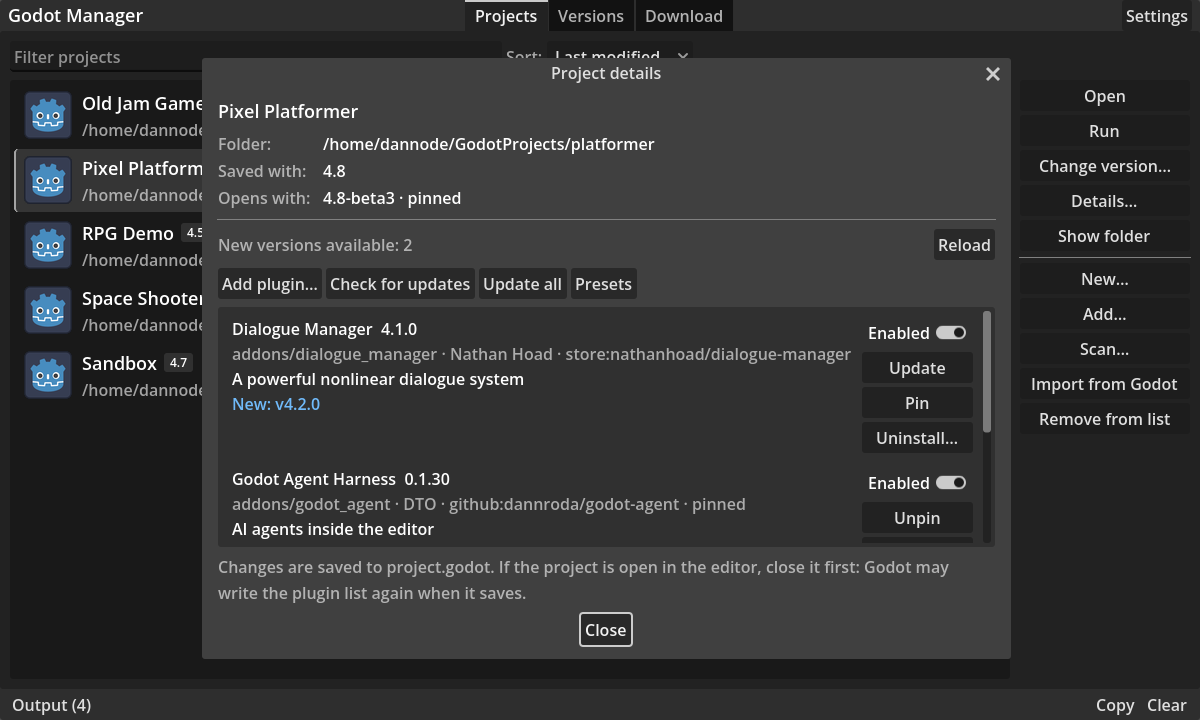 Godot Manager
Projects
Versions
Download
Settings
Filter projects
Sort:
Last modified
Old Jam Game
/home/dannode
Pixel Platform
/home/dannode
RPG Demo 4.5
/home/dannode
Space Shooter
/home/dannode
Sandbox 4.7
/home/dannode
Project details
Pixel Platformer
Folder: /home/dannode/GodotProjects/platformer
Saved with: 4.8
Opens with: 4.8-beta3 · pinned
New versions available: 2
Reload
Add plugin...
Check for updates
Update all
Presets
Dialogue Manager 4.1.0
addons/dialogue_manager · Nathan Hoad · store:nathanhoad/dialogue-manager
A powerful nonlinear dialogue system
New: v4.2.0
Enabled
Update
Pin
Uninstall...
Godot Agent Harness 0.1.30
addons/godot_agent · DTO · github:dannroda/godot-agent · pinned
AI agents inside the editor
Enabled
Unpin
Changes are saved to project.godot. If the project is open in the editor, close it first: Godot may
write the plugin list again when it saves.
Close
Open
Run
Change version...
Details...
Show folder
New...
Add...
Scan...
Import from Godot
Remove from list
Output (4)
Copy
Clear